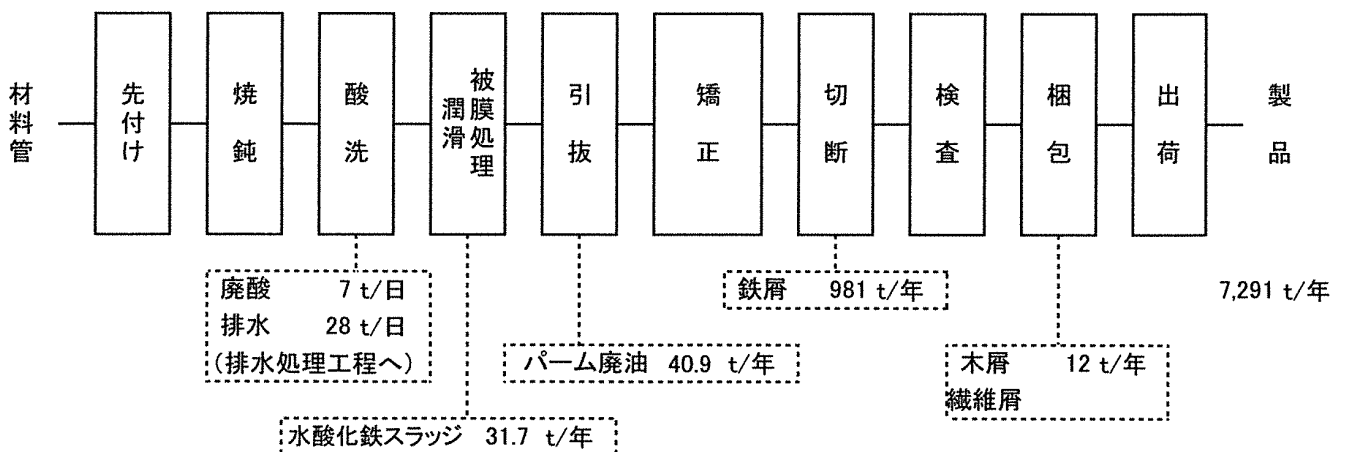 材料管
先付け
焼鈍
酸洗
被膜処理
潤滑
引抜
矯正
切断
検査
梱包
出荷
製品
廃酸 7 t/日
排水 28 t/日
(排水処理工程へ)
水酸化鉄スラッジ 31.7 t/年
パーム廃油 40.9 t/年
鉄屑 981 t/年
木屑 12 t/年
繊維屑
7,291 t/年